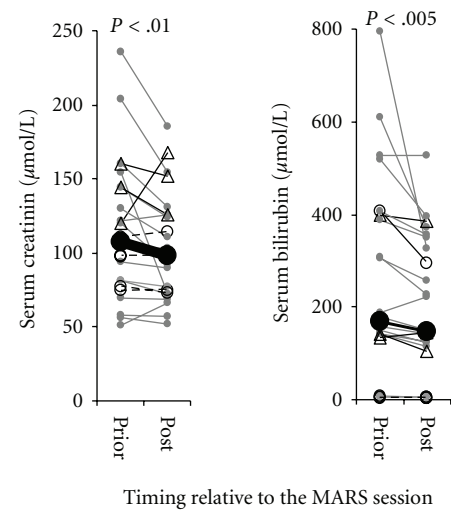 P < .01
250
200
150
100
50
0
Serum creatinin (µmol/L)
Prior
Post
P < .005
800
600
400
200
0
Serum bilirubin (µmol/L)
Prior
Post
Timing relative to the MARS session